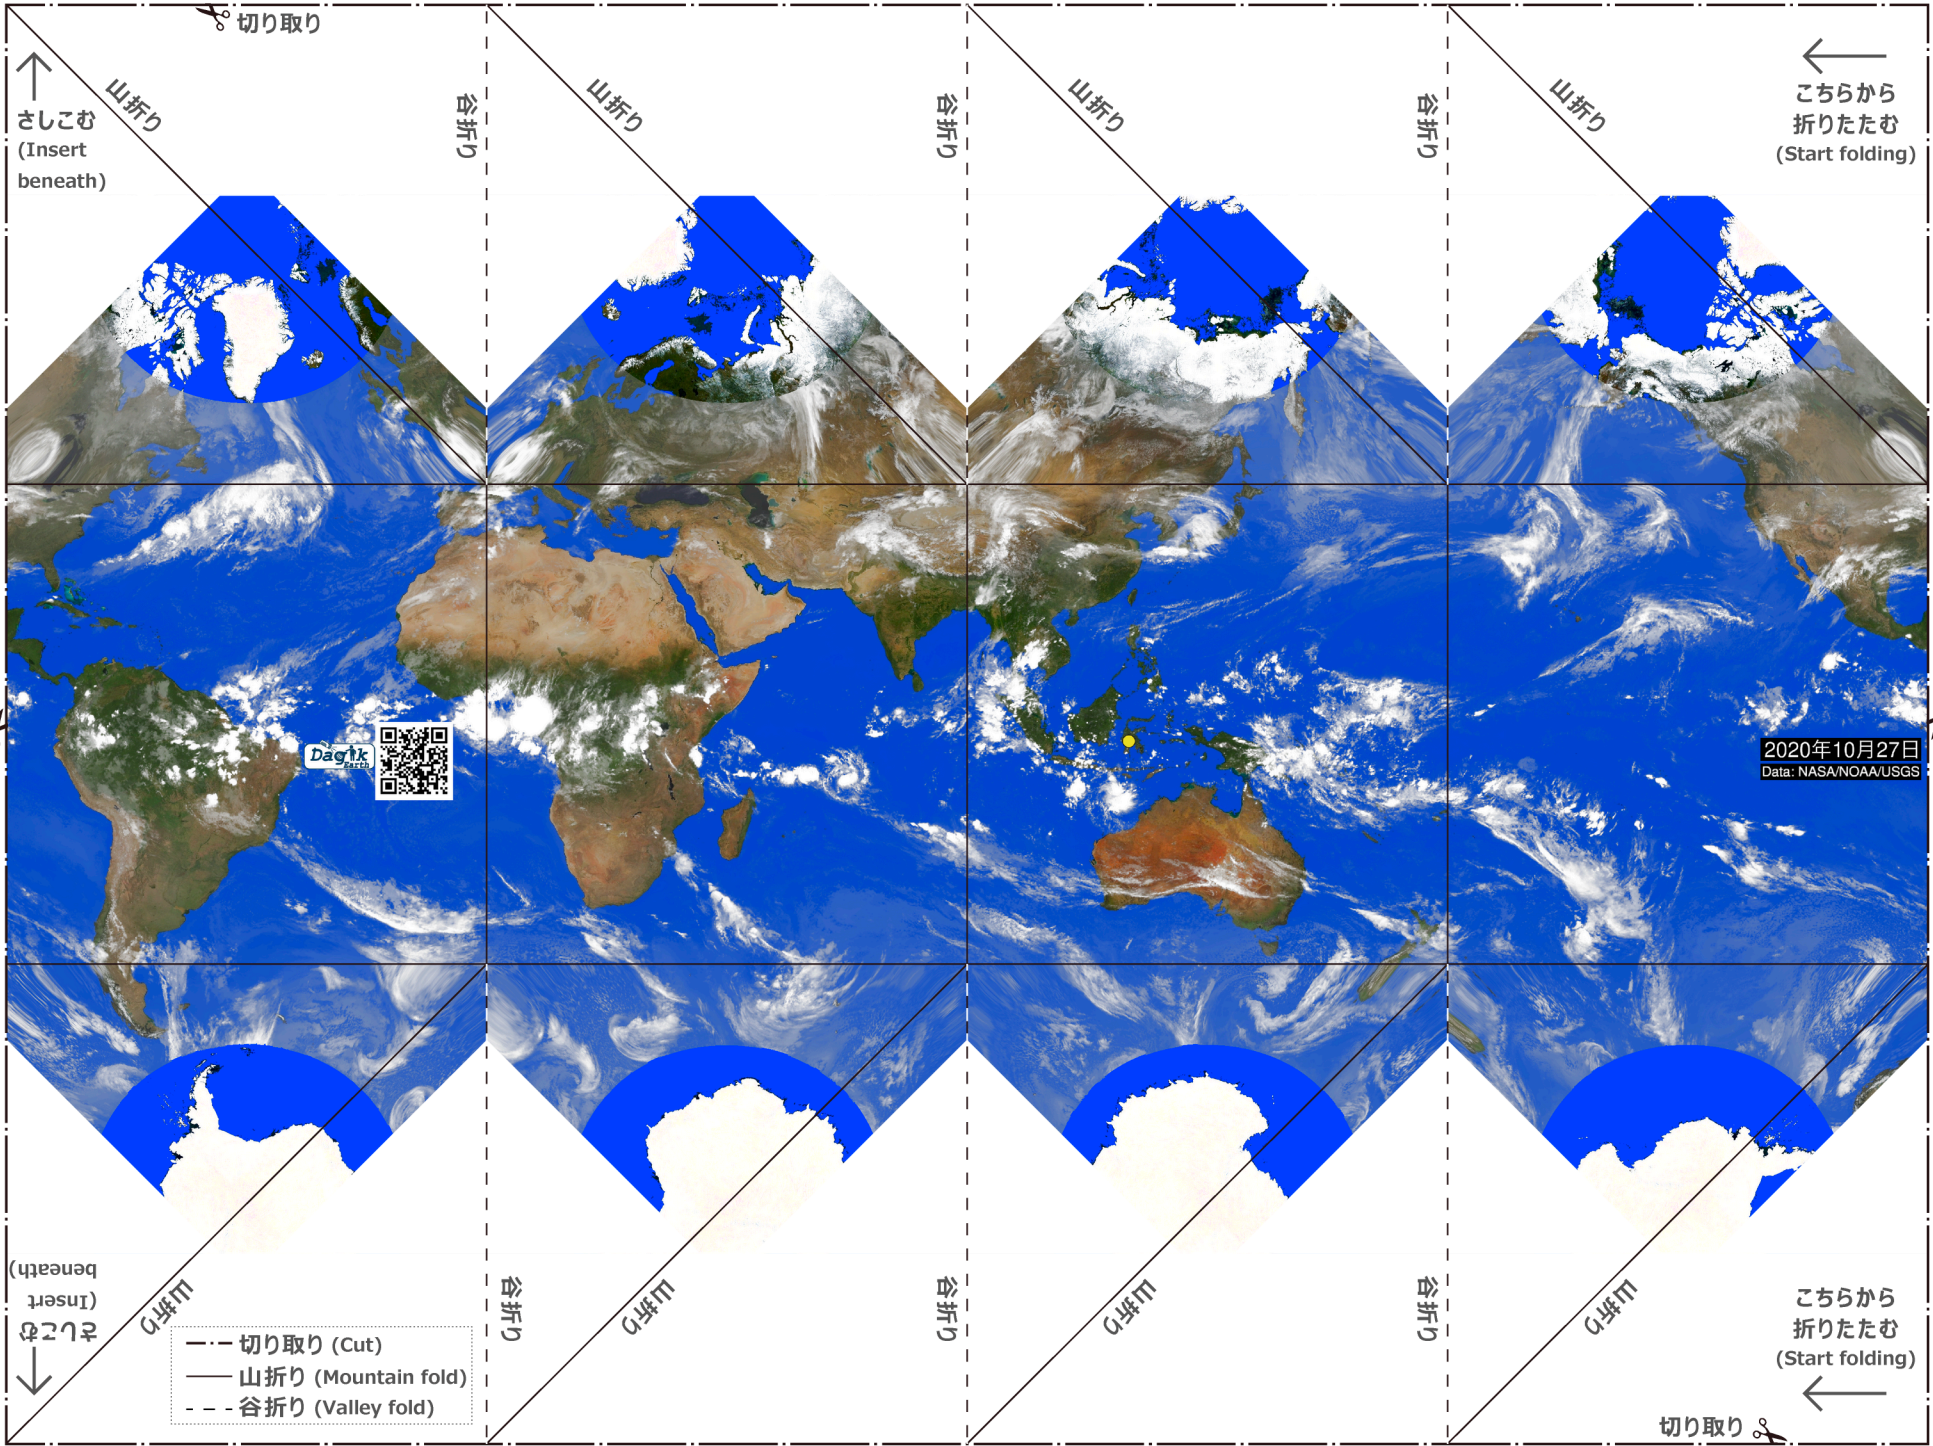 切り取り
山折り
谷折り
山折り
谷折り
山折り
谷折り
山折り
さしこむ
(Insert
beneath)
こちらから
折りたたむ
(Start folding)
Dagik
Earth
2020年10月27日
Data: NASA/NOAA/USGS
さしこむ
(Insert
beneath)
山折り
谷折り
山折り
谷折り
山折り
谷折り
山折り
こちらから
折りたたむ
(Start folding)
切り取り (Cut)
山折り (Mountain fold)
谷折り (Valley fold)
切り取り